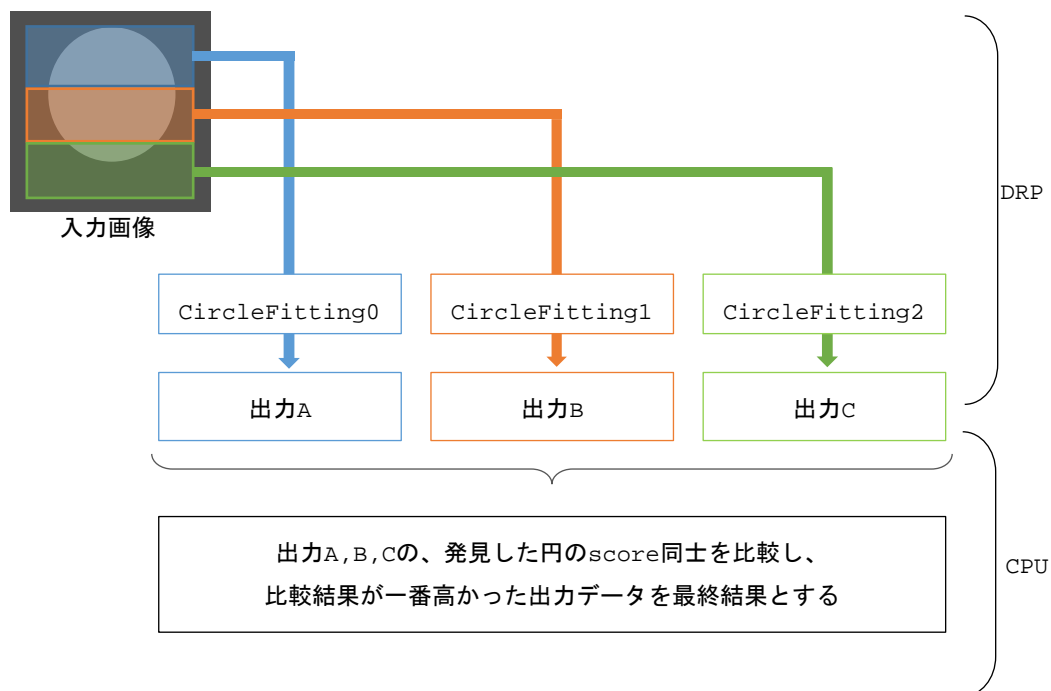 入力画像
DRP
CircleFitting0
CircleFitting1
CircleFitting2
出力A
出力B
出力C
出力A,B,Cの、発見した円のscore同士を比較し、
比較結果が一番高かった出力データを最終結果とする
CPU